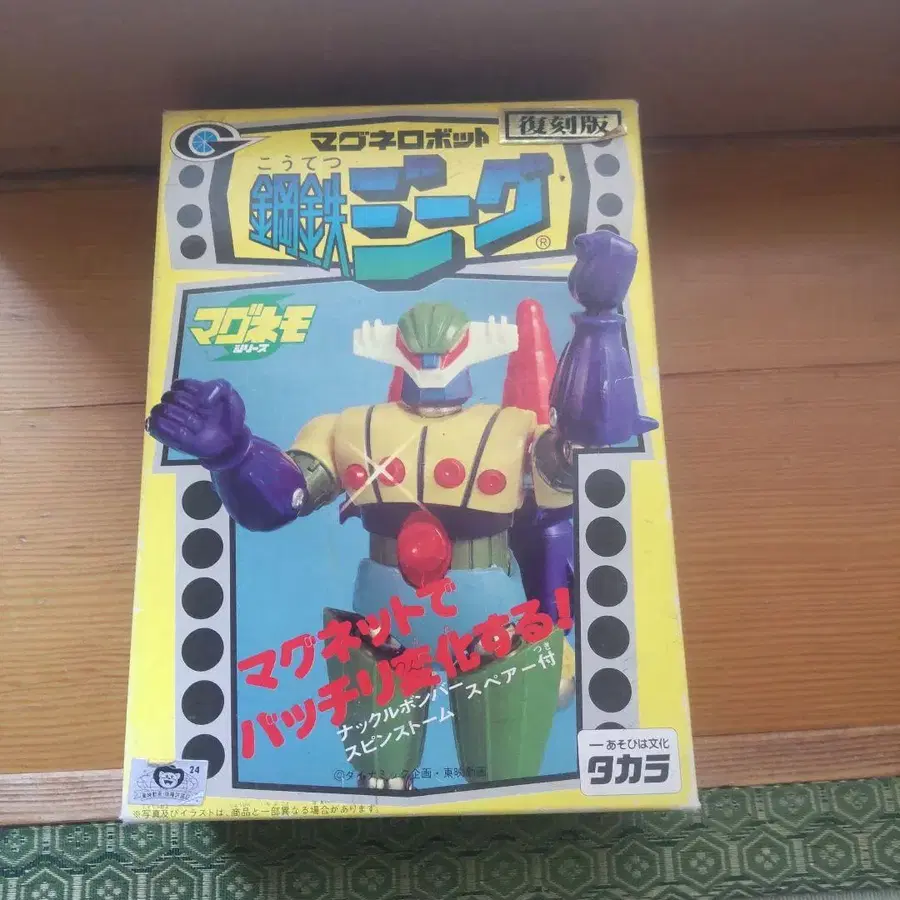 復刻版
マグネロボット
こうてつ
鋼鉄ジーグ
®
マグネモ
シリーズ
マグネットで
バッチリ変化する!
ナックルボンバー
スピンストーム
スペアー付
つき
©ダイナミック企画・東映動画
ーあそびは文化
タカラ
24
※写真及びイラストは、商品と一部異なる場合があります。